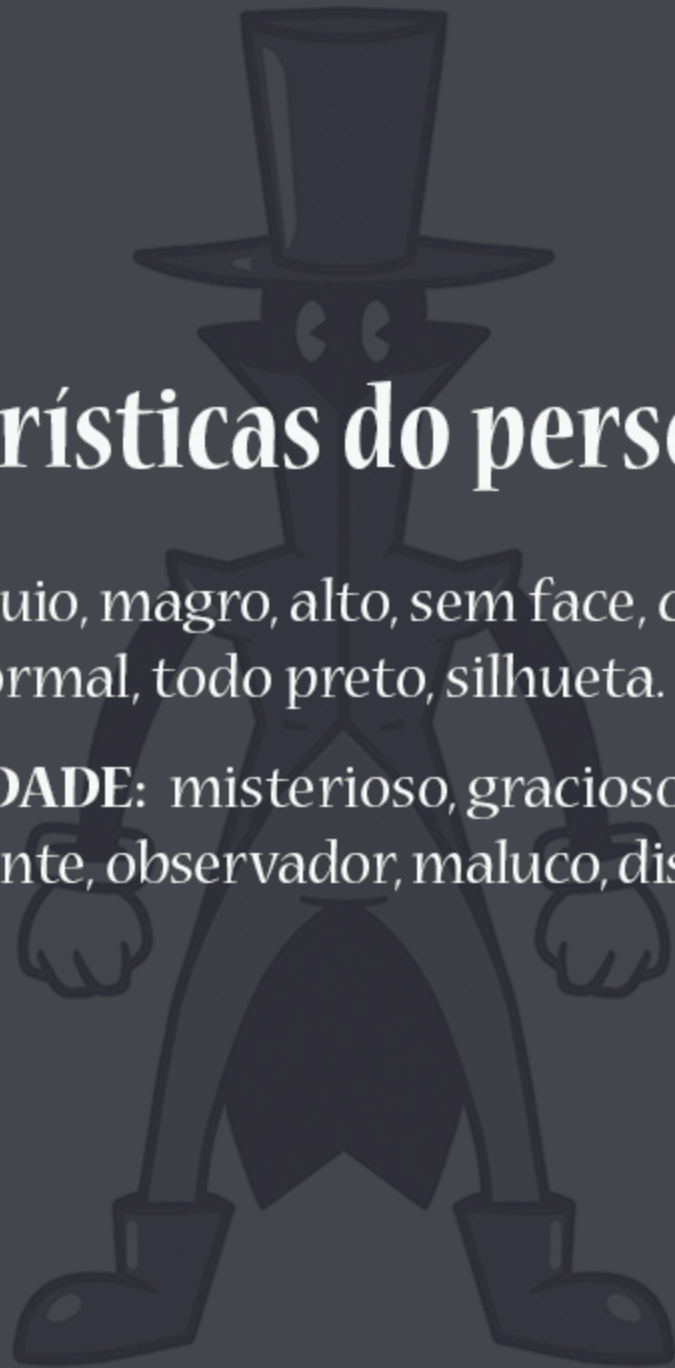 rísticas do perso
uio, magro, alto, sem face, c
ormal, todo preto, silhueta.
DADE: misterioso, gracioso
nte, observador, maluco, dis